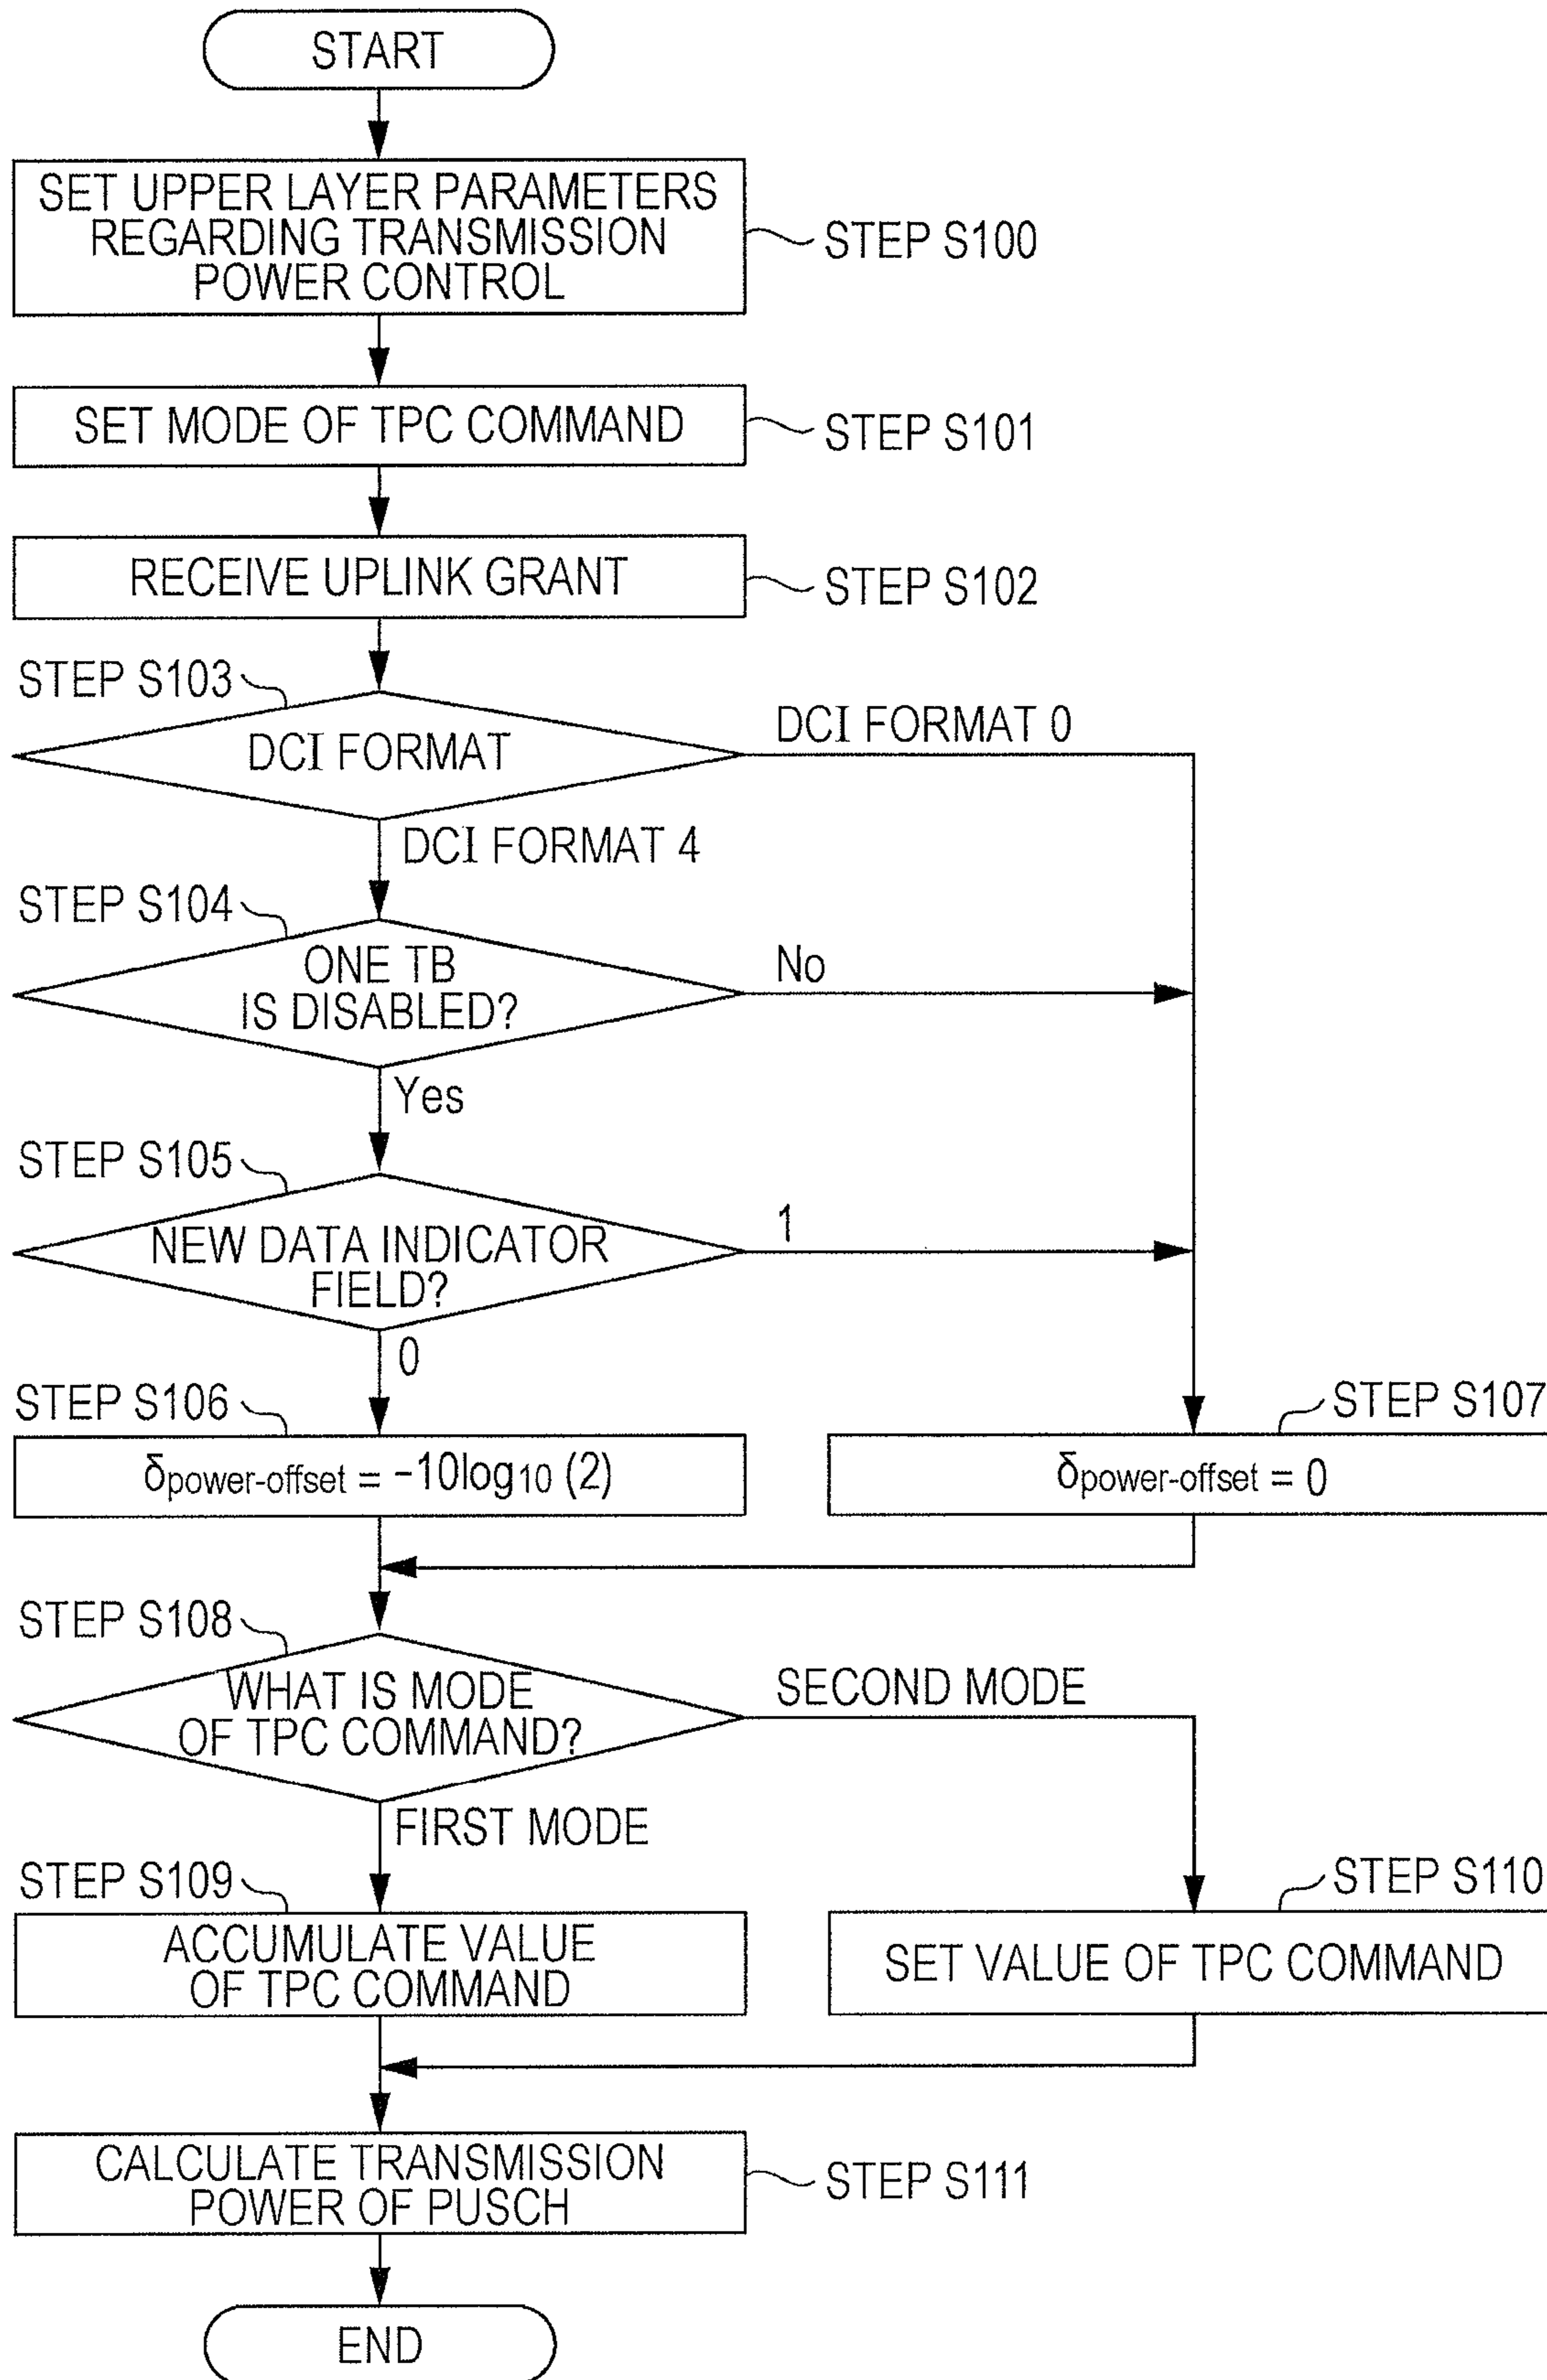 START
SET UPPER LAYER PARAMETERS
REGARDING TRANSMISSION
POWER CONTROL
STEP S100
SET MODE OF TPC COMMAND
STEP S101
RECEIVE UPLINK GRANT
STEP S102
STEP S103
DCI FORMAT
DCI FORMAT 0
DCI FORMAT 4
STEP S104
ONE TB
IS DISABLED?
No
Yes
STEP S105
NEW DATA INDICATOR
FIELD?
1
0
STEP S106
δpower-offset = −10log10 (2)
STEP S107
δpower-offset = 0
STEP S108
WHAT IS MODE
OF TPC COMMAND?
SECOND MODE
FIRST MODE
STEP S109
ACCUMULATE VALUE
OF TPC COMMAND
STEP S110
SET VALUE OF TPC COMMAND
CALCULATE TRANSMISSION
POWER OF PUSCH
STEP S111
END